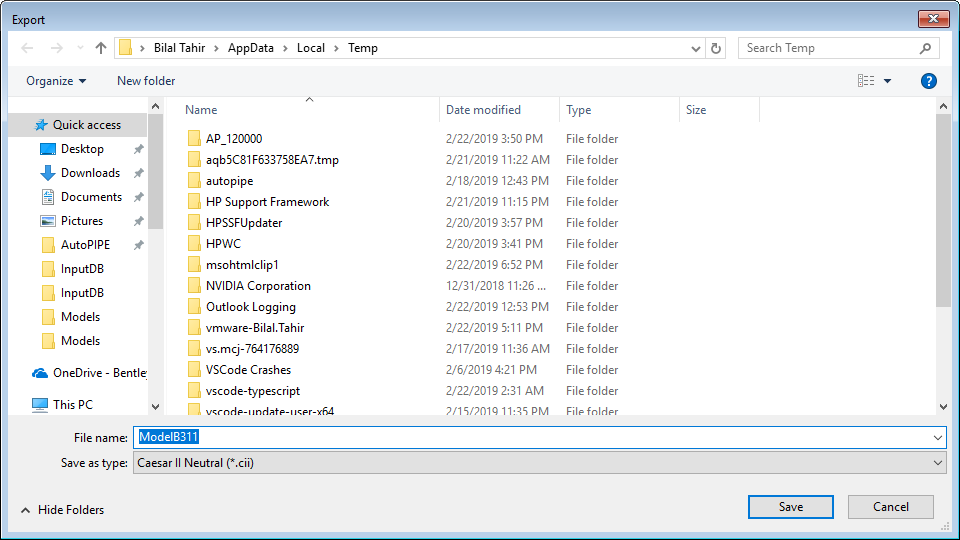 Export
Bilal Tahir > AppData > Local > Temp
Search Temp
Organize
New folder
Name Date modified Type Size
Quick access
Desktop
Downloads
Documents
Pictures
AutoPIPE
InputDB
InputDB
Models
Models
OneDrive - Bentley
This PC
AP_120000 2/22/2019 3:50 PM File folder
aqb5C81F633758EA7.tmp 2/21/2019 11:22 AM File folder
autopipe 2/18/2019 12:43 PM File folder
HP Support Framework 2/21/2019 11:15 PM File folder
HPSSFUpdater 2/20/2019 3:57 PM File folder
HPWC 2/20/2019 3:41 PM File folder
msohtmlclip1 2/22/2019 6:52 PM File folder
NVIDIA Corporation 12/31/2018 11:26 ... File folder
Outlook Logging 2/22/2019 12:53 PM File folder
vmware-Bilal.Tahir 2/22/2019 5:11 PM File folder
vs.mcj-764176889 2/17/2019 11:36 AM File folder
VSCode Crashes 2/6/2019 4:21 PM File folder
vscode-typescript 2/22/2019 2:31 AM File folder
vscode-update-user-x64 2/15/2019 11:35 PM File folder
File name: ModelB311
Save as type: Caesar II Neutral (*.cii)
Hide Folders
Save
Cancel